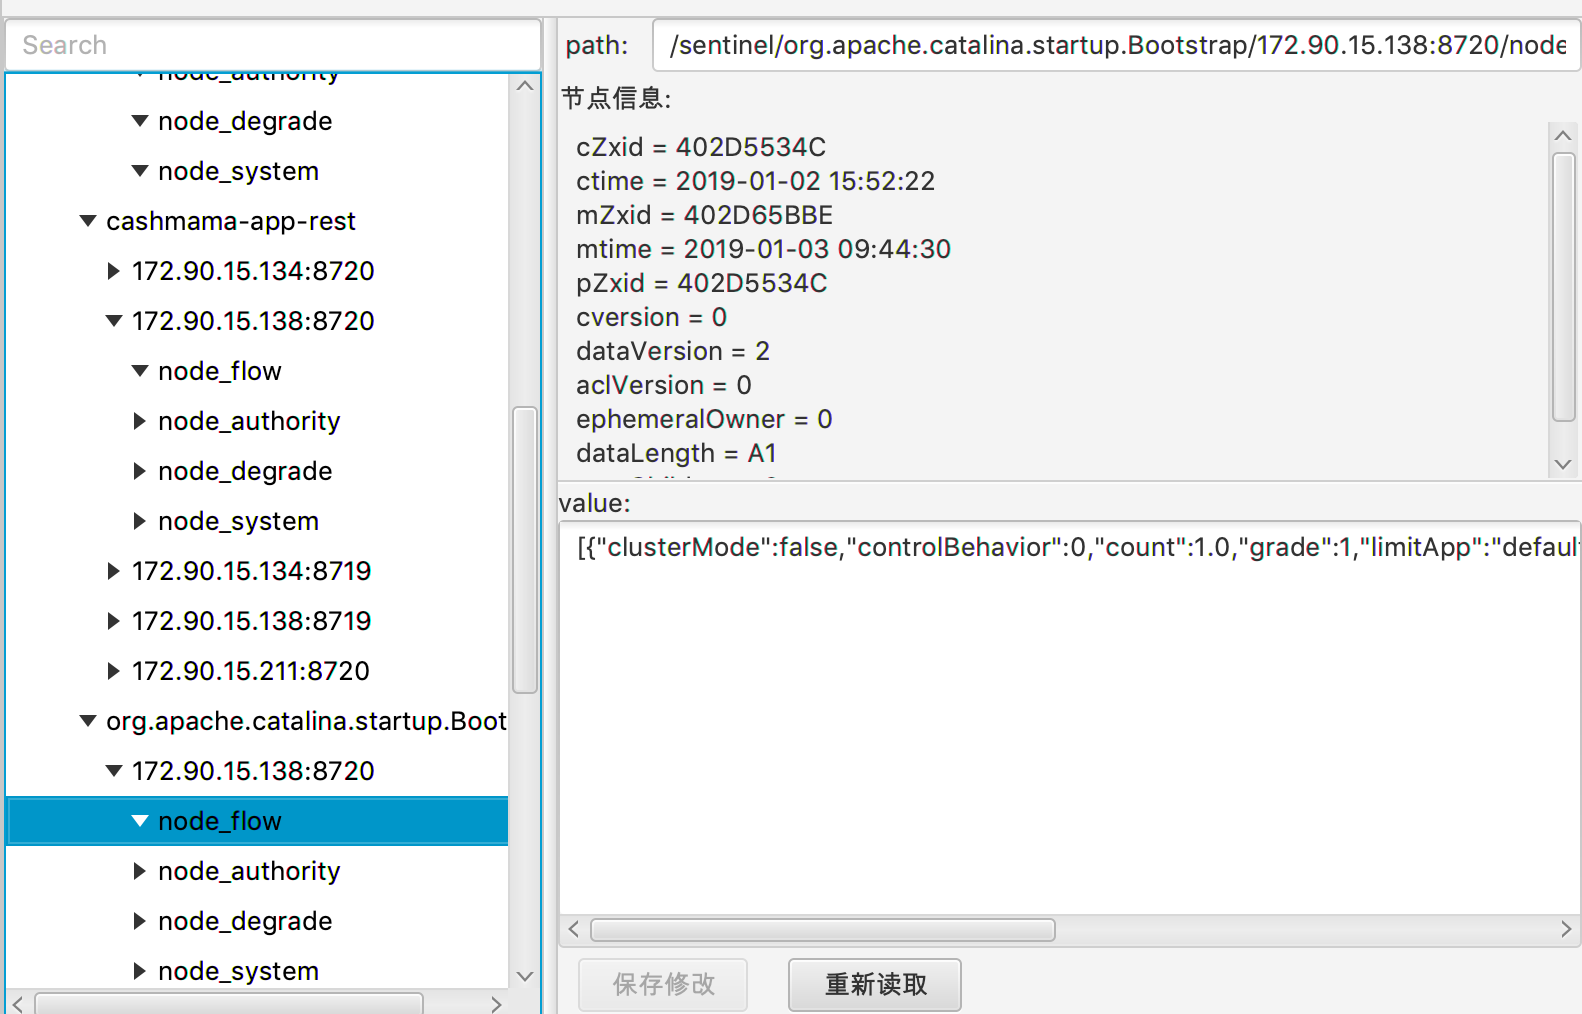 Search
node_authority
node_degrade
node_system
cashmama-app-rest
172.90.15.134:8720
172.90.15.138:8720
node_flow
node_authority
node_degrade
node_system
172.90.15.134:8719
172.90.15.138:8719
172.90.15.211:8720
org.apache.catalina.startup.Boot
172.90.15.138:8720
node_flow
node_authority
node_degrade
node_system
path: /sentinel/org.apache.catalina.startup.Bootstrap/172.90.15.138:8720/node
节点信息:
cZxid = 402D5534C
ctime = 2019-01-02 15:52:22
mZxid = 402D65BBE
mtime = 2019-01-03 09:44:30
pZxid = 402D5534C
cversion = 0
dataVersion = 2
aclVersion = 0
ephemeralOwner = 0
dataLength = A1
value:
[{"clusterMode":false,"controlBehavior":0,"count":1.0,"grade":1,"limitApp":"defaul
保存修改 重新读取